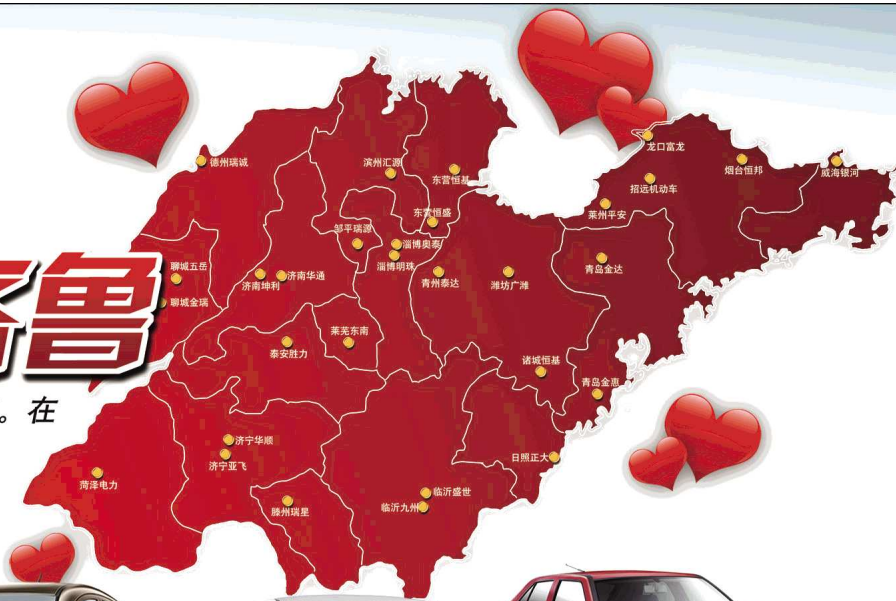 龙口富龙
德州瑞诚
滨州汇源
东营恒基
烟台恒邦
威海银河
招远机动车
莱州平安
东营恒盛
邹平瑞源
淄博奥泰
淄博明珠
聊城五岳
济南坤利
济南华通
青州泰达
潍坊广潍
青岛金达
聊城金瑞
齐鲁
莱芜东南
泰安胜力
诸城恒基
青岛金惠
。在
济宁华顺
济宁亚飞
日照正大
菏泽电力
临沂盛世
临沂九州
滕州瑞星